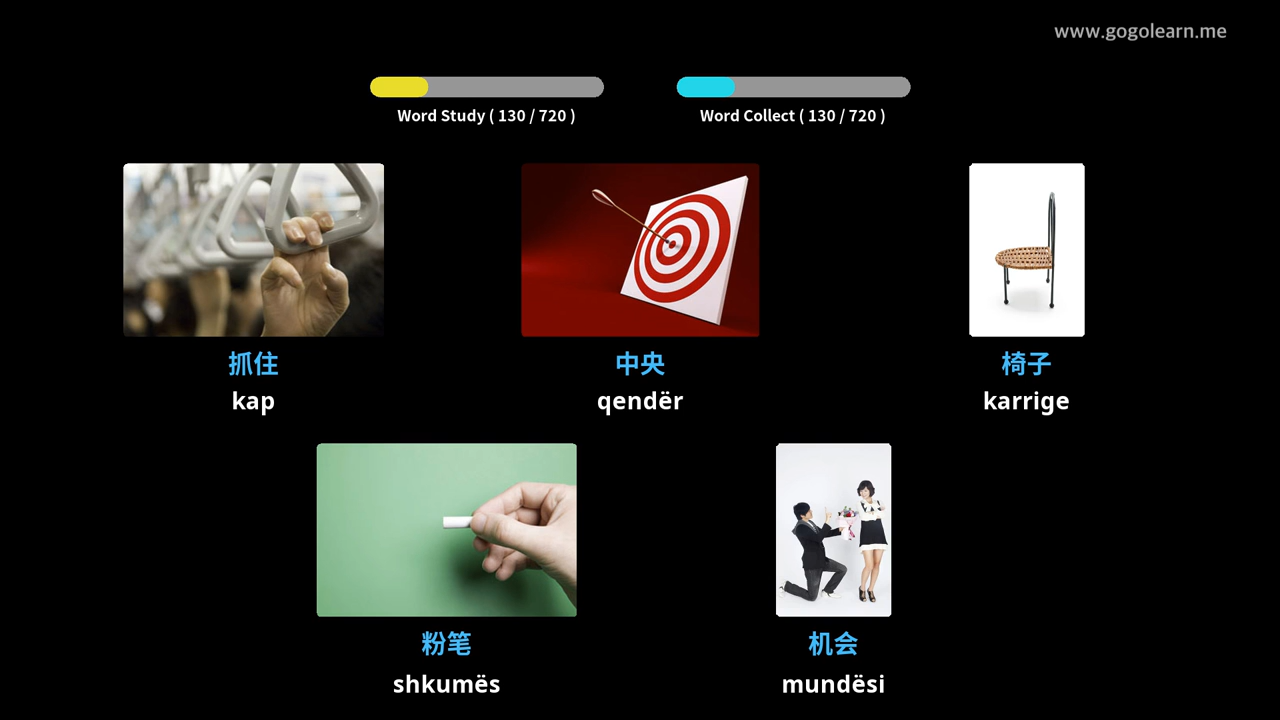 www.gogolearn.me
Word Study ( 130 / 720 )
Word Collect ( 130 / 720 )
抓住
kap
中央
qendër
椅子
karrige
粉笔
shkumës
机会
mundësi